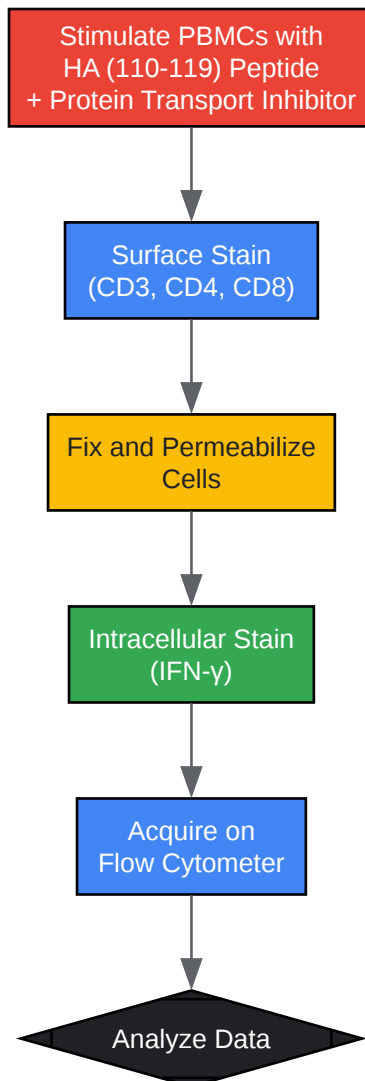 Stimulate PBMCs with
HA (110-119) Peptide
+ Protein Transport Inhibitor
Surface Stain
(CD3, CD4, CD8)
Fix and Permeabilize
Cells
Intracellular Stain
(IFN-γ)
Acquire on
Flow Cytometer
Analyze Data